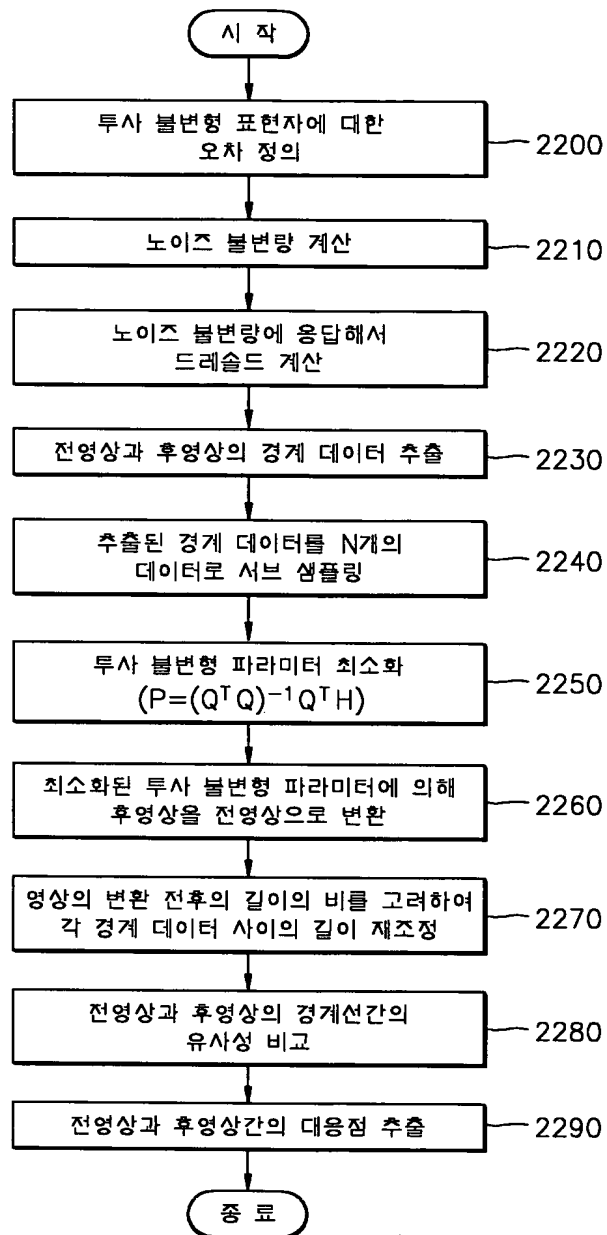 시 작
투사 불변형 표현자에 대한
오차 정의
2200
노이즈 불변량 계산
2210
노이즈 불변량에 응답해서
드레솔드 계산
2220
전영상과 후영상의 경계 데이터 추출
2230
추출된 경계 데이터를 N개의
데이터로 서브 샘플링
2240
투사 불변형 파라미터 최소화
(P=(QᵀQ)⁻¹QᵀH)
2250
최소화된 투사 불변형 파라미터에 의해
후영상을 전영상으로 변환
2260
영상의 변환 전후의 길이의 비를 고려하여
각 경계 데이터 사이의 길이 재조정
2270
전영상과 후영상의 경계선간의
유사성 비교
2280
전영상과 후영상간의 대응점 추출
2290
종 료